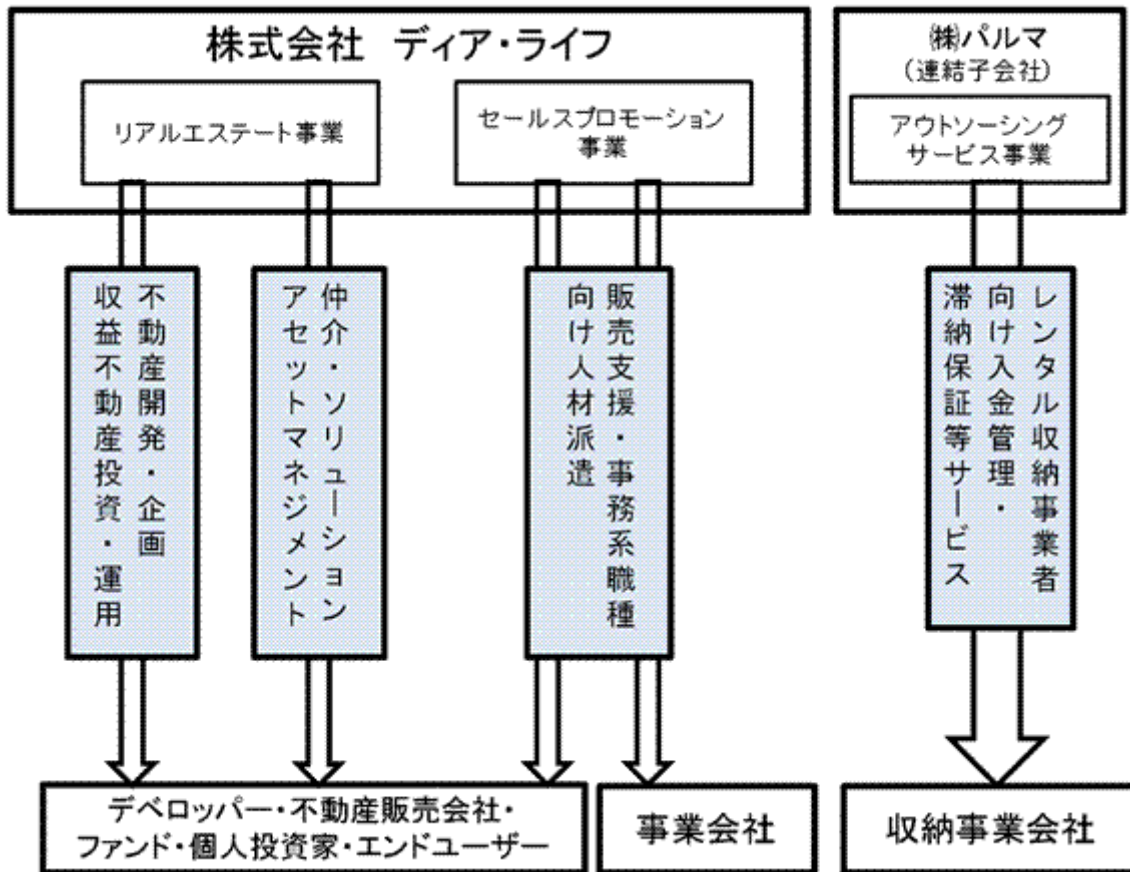 株式会社 ディア・ライフ
リアルエステート事業
セールスプロモーション
事業
㈱パルマ
(連結子会社)
アウトソーシング
サービス事業
不動産開発・企画
収益不動産投資・運用
仲介・ソリューション
アセットマネジメント
販売支援・事務系職種
向け人材派遣
レンタル収納事業者
向け入金管理・
滞納保証等サービス
デベロッパー・不動産販売会社・
ファンド・個人投資家・エンドユーザー
事業会社
収納事業会社